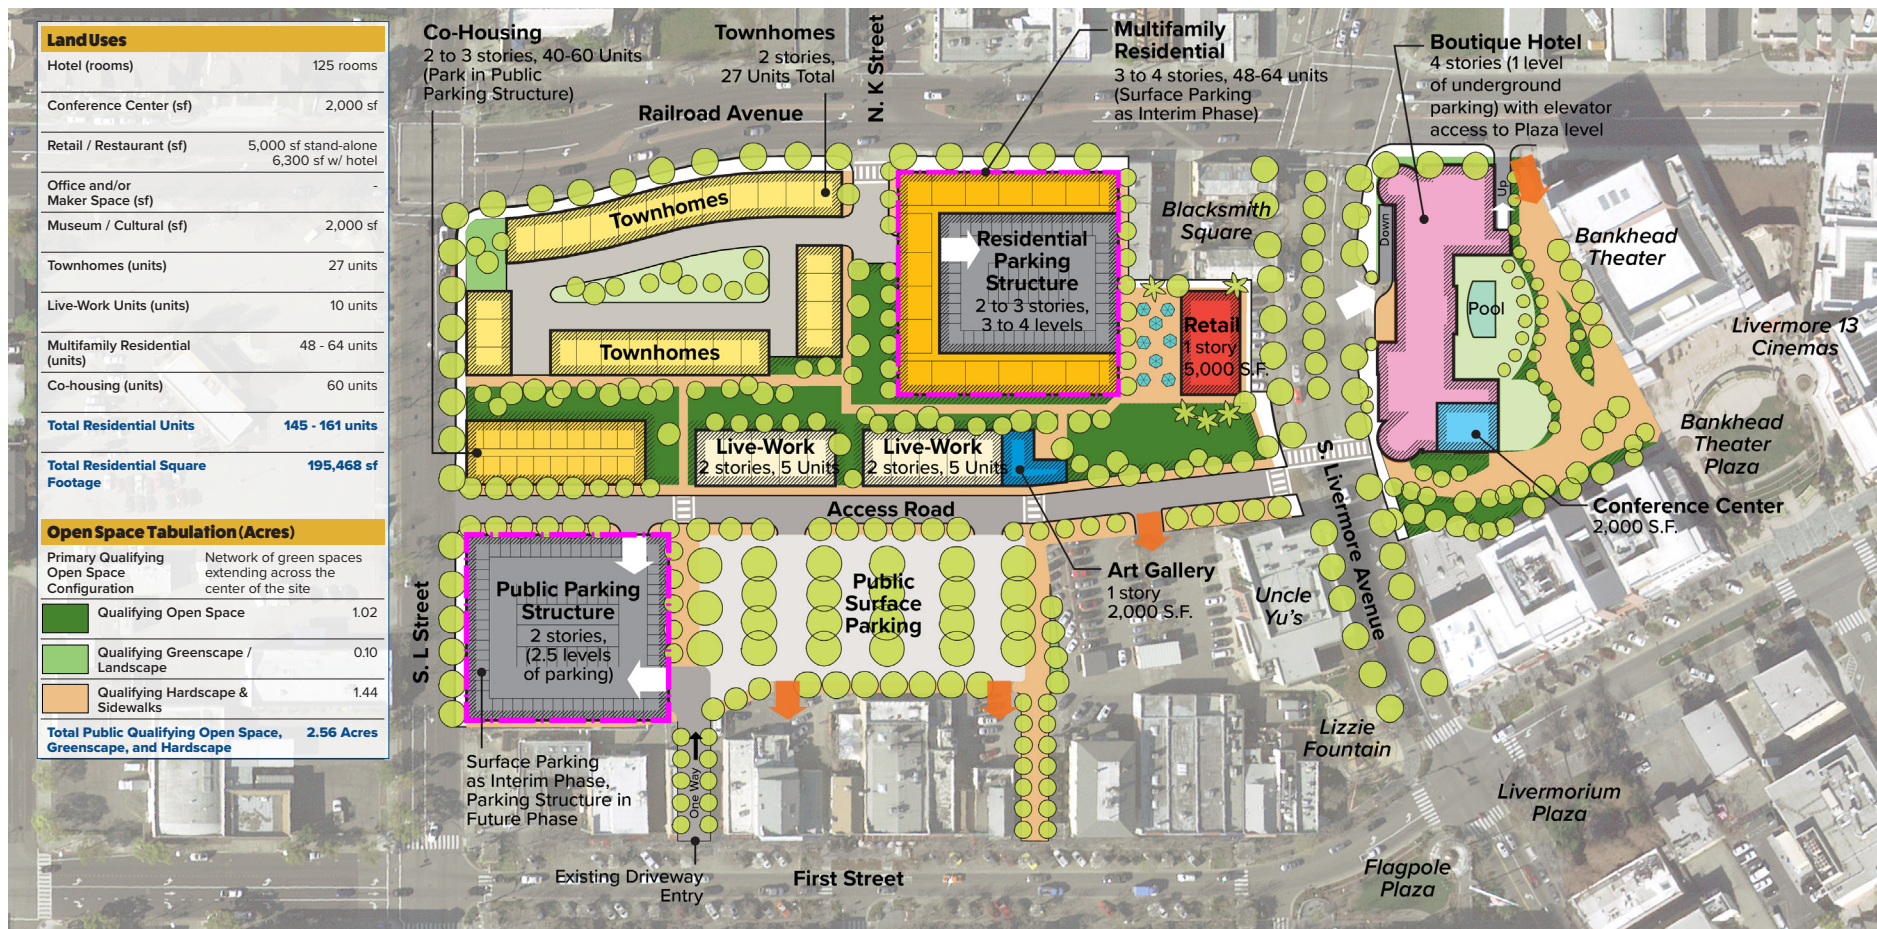 Land Uses
Hotel (rooms) 125 rooms
Conference Center (sf) 2,000 sf
Retail / Restaurant (sf) 5,000 sf stand-alone
6,300 sf w/ hotel
Office and/or
Maker Space (sf) -
Museum / Cultural (sf) 2,000 sf
Townhomes (units) 27 units
Live-Work Units (units) 10 units
Multifamily Residential
(units) 48 - 64 units
Co-housing (units) 60 units
Total Residential Units 145 - 161 units
Total Residential Square
Footage 195,468 sf
Open Space Tabulation (Acres)
Primary Qualifying
Open Space
Configuration
Network of green spaces
extending across the
center of the site
Qualifying Open Space 1.02
Qualifying Greenscape /
Landscape 0.10
Qualifying Hardscape &
Sidewalks 1.44
Total Public Qualifying Open Space,
Greenscape, and Hardscape 2.56 Acres
Co-Housing
2 to 3 stories, 40-60 Units
(Park in Public
Parking Structure)
Townhomes
2 stories,
27 Units Total
Railroad Avenue
N. K Street
Multifamily
Residential
3 to 4 stories, 48-64 units
(Surface Parking
as Interim Phase)
Boutique Hotel
4 stories (1 level
of underground
parking) with elevator
access to Plaza level
Townhomes
Residential
Parking
Structure
2 to 3 stories,
3 to 4 levels
Blacksmith
Square
Down
Up
Bankhead
Theater
Pool
Livermore 13
Cinemas
Retail
1 story
5,000 S.F.
Townhomes
Live-Work
2 stories, 5 Units
Live-Work
2 stories, 5 Units
Bankhead
Theater
Plaza
S. Livermore Avenue
Access Road
Conference Center
2,000 S.F.
S. L Street
Public Parking
Structure
2 stories,
(2.5 levels
of parking)
Public
Surface
Parking
Art Gallery
1 story
2,000 S.F.
Uncle
Yu's
Lizzie
Fountain
Surface Parking
as Interim Phase,
Parking Structure in
Future Phase
One Way
Livermorium
Plaza
Existing Driveway
Entry
First Street
Flagpole
Plaza